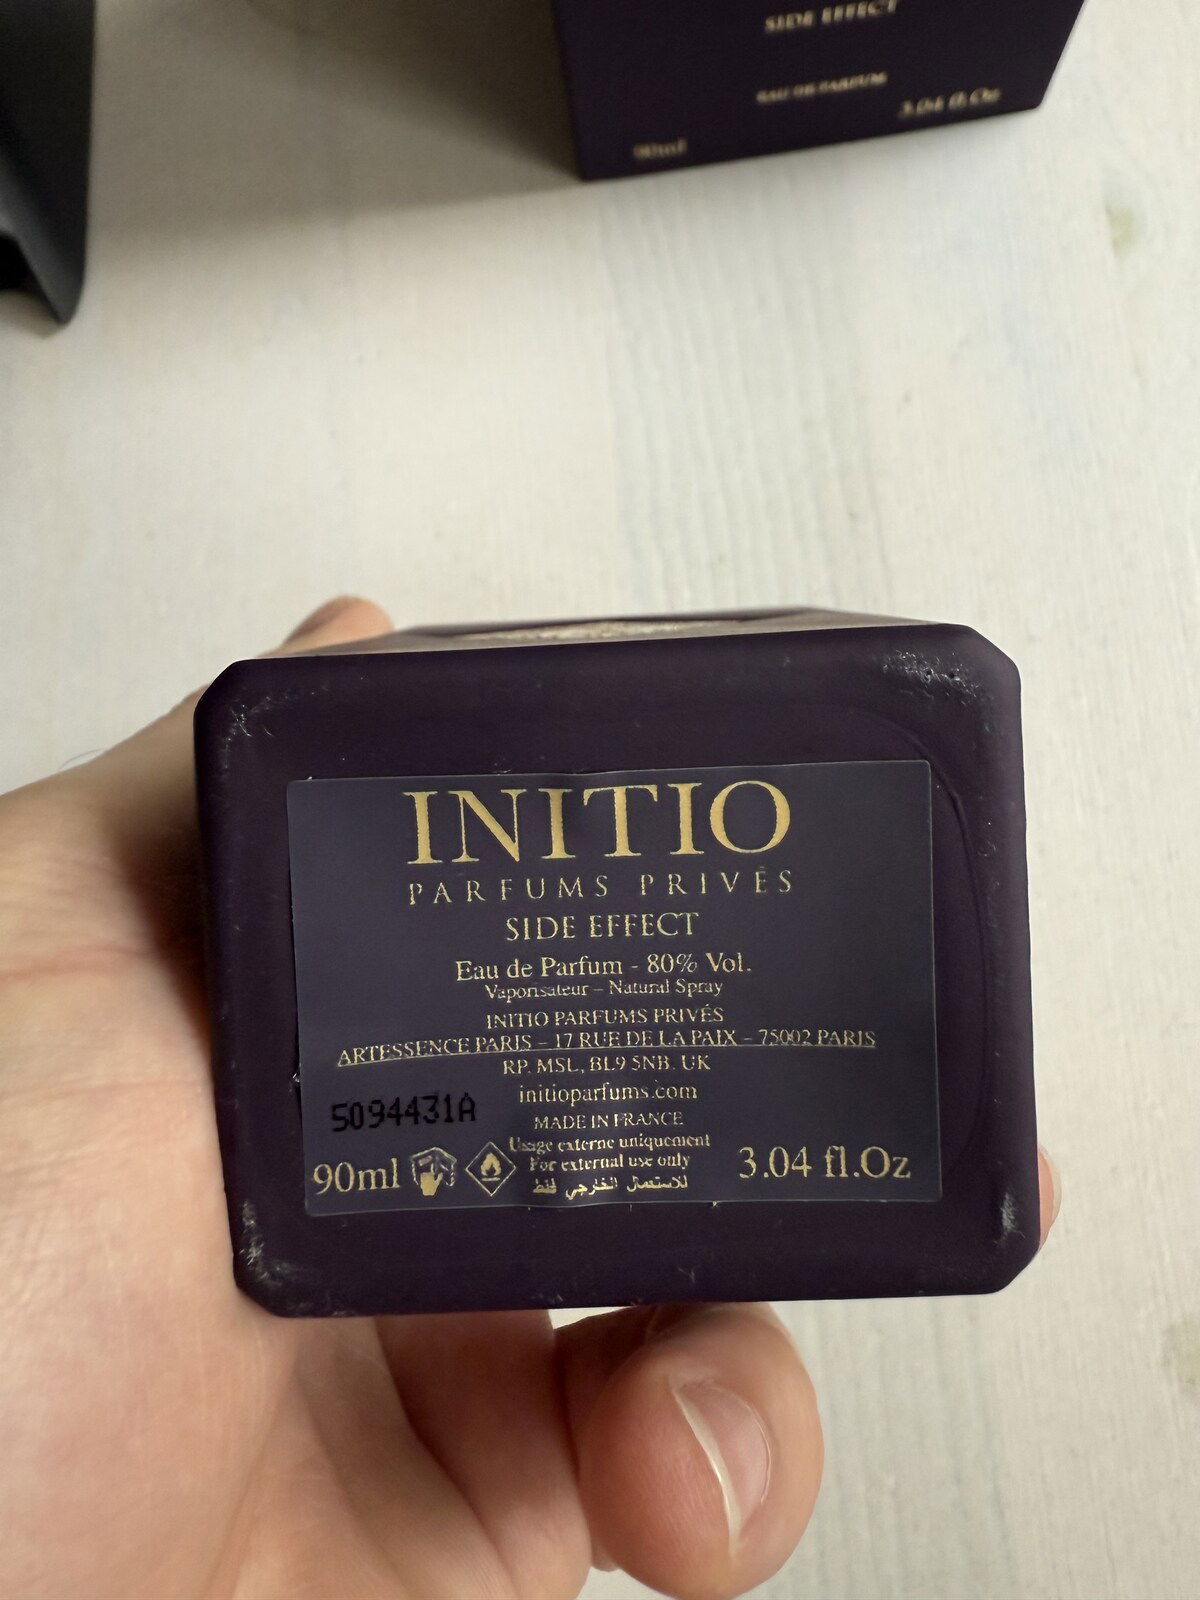 SIDE EFFECT
EAU DE PARFUM
3.04 fl.Oz
90ml
INITIO
PARFUMS PRIVÉS
SIDE EFFECT
Eau de Parfum - 80% Vol.
Vaporisateur – Natural Spray
INITIO PARFUMS PRIVÉS
ARTESSENCE PARIS – 17 RUE DE LA PAIX – 75002 PARIS
RP. MSL, BL9 5NB. UK
initioparfums.com
5094431A
MADE IN FRANCE
Usage externe uniquement
For external use only
للاستعمال الخارجي فقط
90ml
3.04 fl.Oz